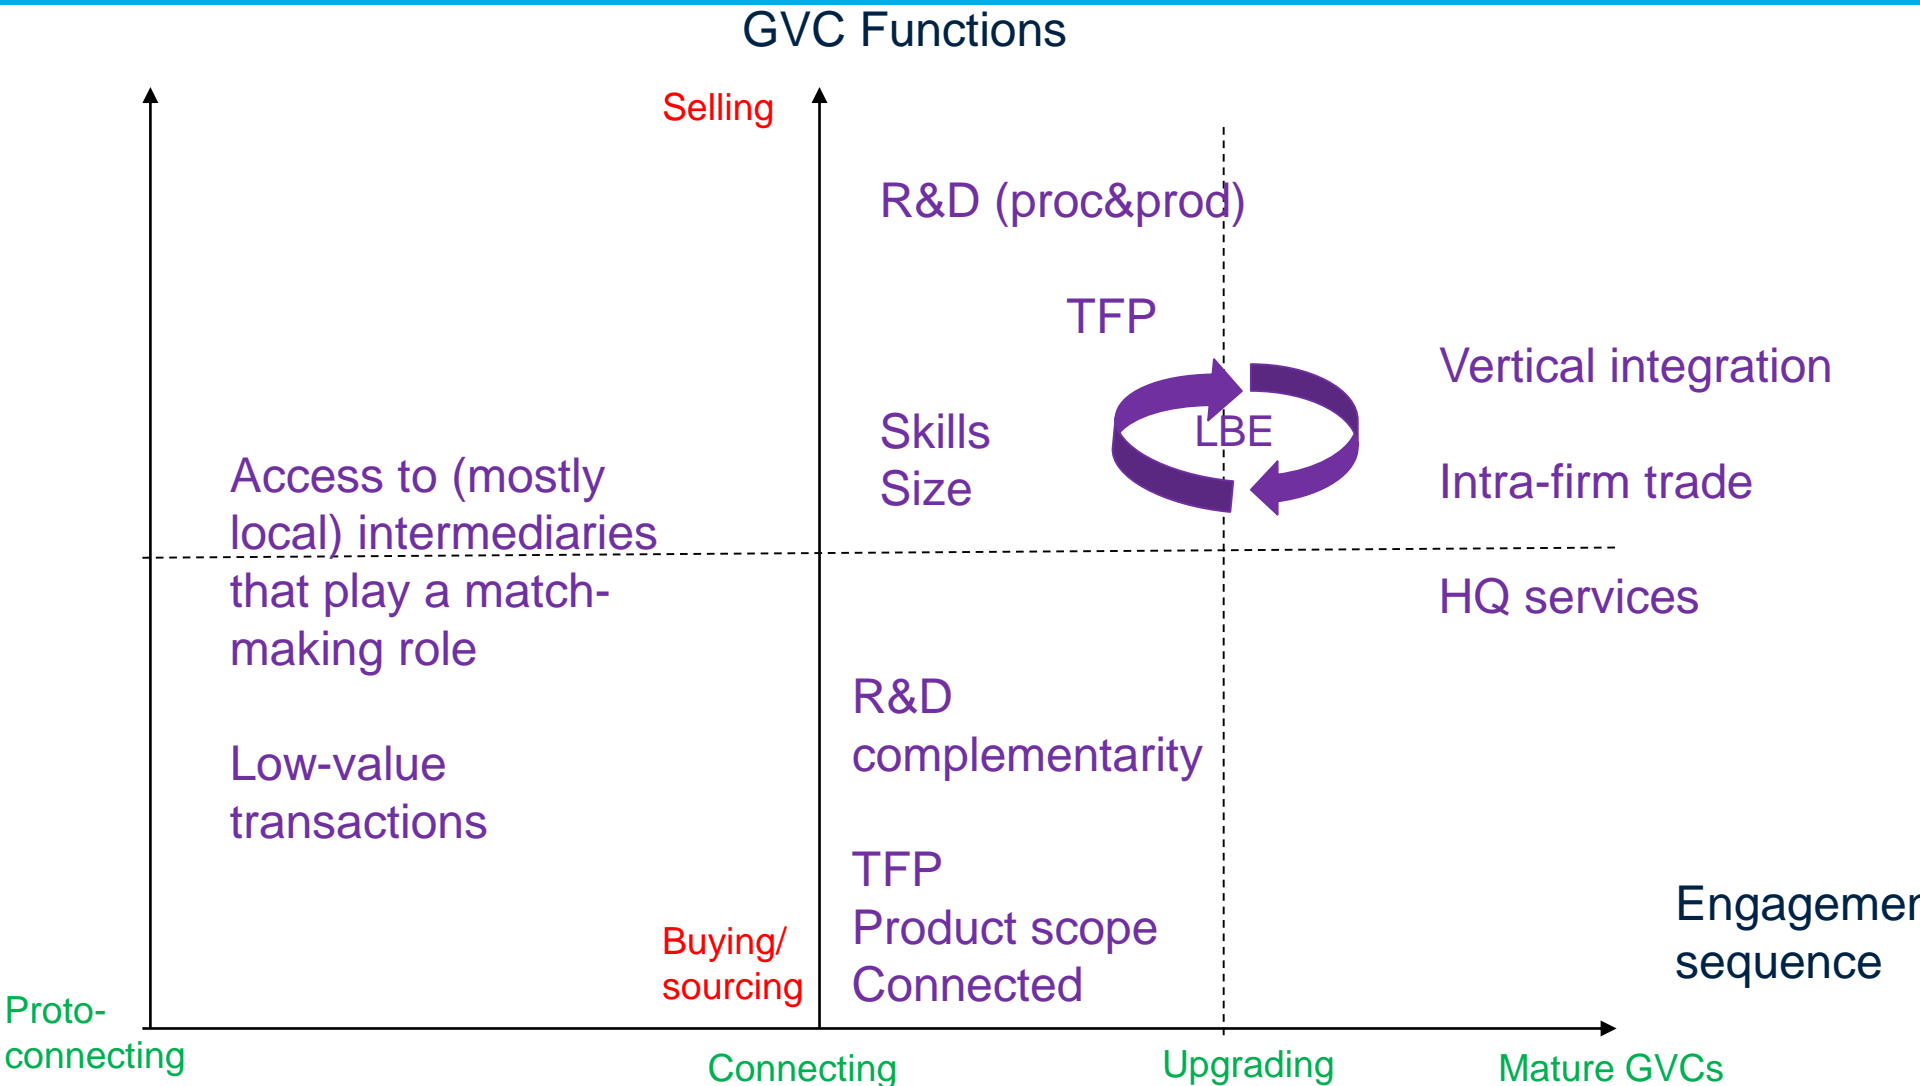 GVC Functions
Selling
R&D (proc&prod)
TFP
Vertical integration
LBE
Skills
Size
Intra-firm trade
Access to (mostly
local) intermediaries
that play a match-
making role
HQ services
R&D
complementarity
Low-value
transactions
TFP
Product scope
Connected
Buying/
sourcing
Engagemen
sequence
Proto-
connecting
Connecting
Upgrading
Mature GVCs